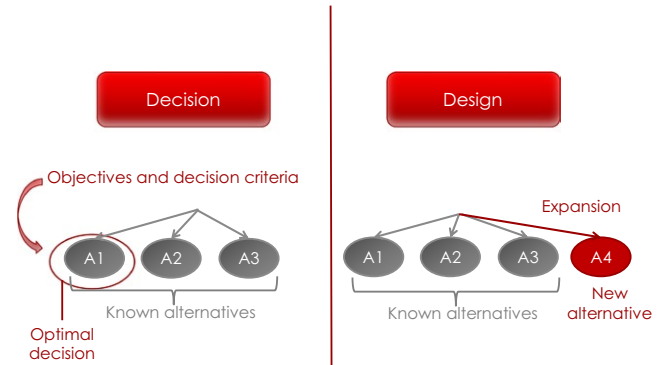 Decision
Objectives and decision criteria
A1 A2 A3
Known alternatives
Optimal
decision
Design
Expansion
A1 A2 A3 A4
Known alternatives
New
alternative